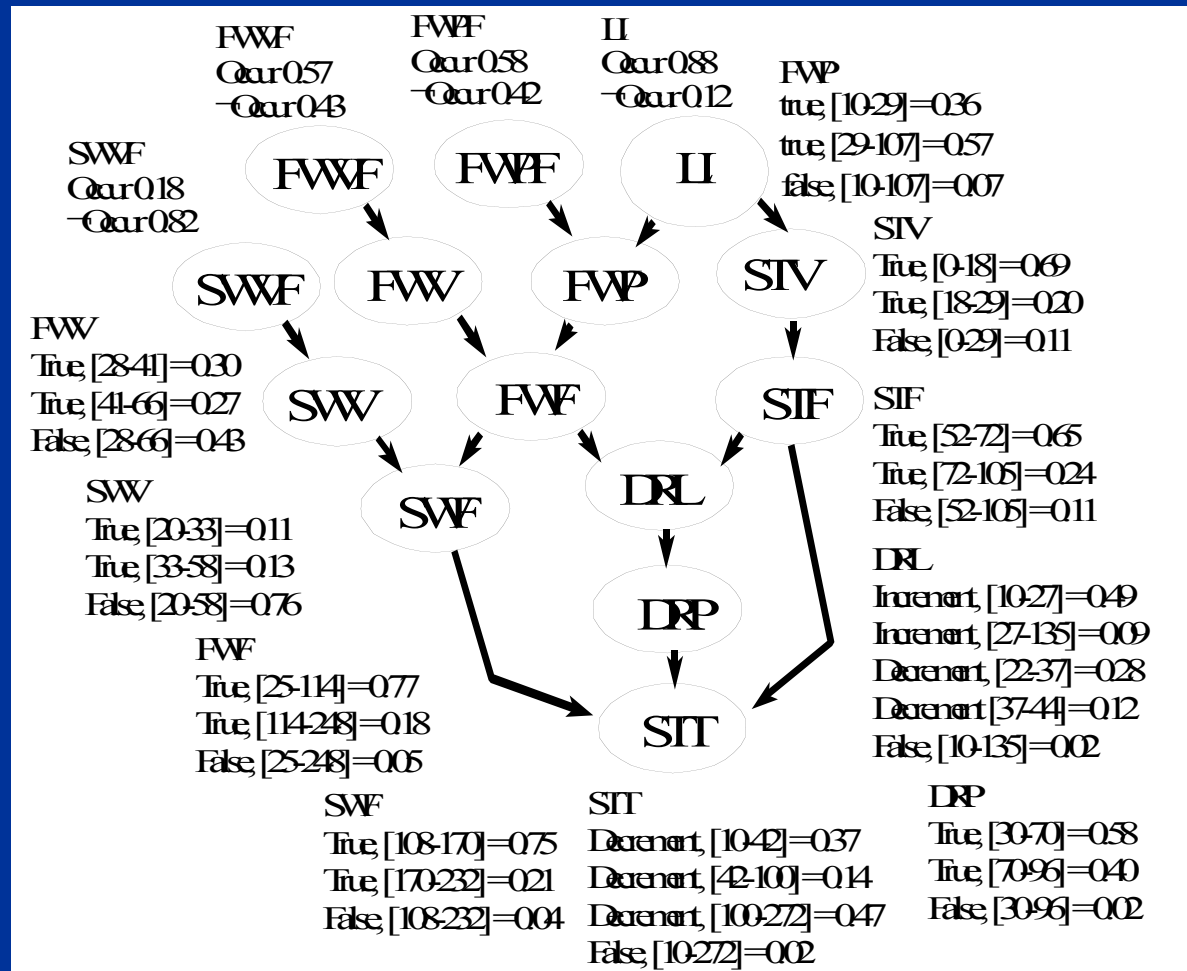 FWWF
Occur 0.57
¬Occur 0.43
FWPF
Occur 0.58
¬Occur 0.42
LI
Occur 0.88
¬Occur 0.12
FWP
true, [10-29]=0.36
true, [29-107]=0.57
false, [10-107]=0.07
SWWF
Occur 0.18
¬Occur 0.82
FWWF
FWPF
LI
STV
True, [0-18]=0.69
True, [18-29]=0.20
False, [0-29]=0.11
SWWF
FWV
FWP
STV
FWV
True, [28-41]=0.30
True, [41-66]=0.27
False, [28-66]=0.43
SWV
FWF
STF
STF
True, [52-72]=0.65
True, [72-105]=0.24
False, [52-105]=0.11
SWV
True, [20-33]=0.11
True, [33-58]=0.13
False, [20-58]=0.76
SWF
DRL
DRL
Increment, [10-27]=0.49
Increment, [27-135]=0.09
Decrement, [22-37]=0.28
Decrement [37-44]=0.12
False, [10-135]=0.02
DRP
FWF
True, [25-114]=0.77
True, [114-248]=0.18
False, [25-248]=0.05
STT
SWF
True, [108-170]=0.75
True, [170-232]=0.21
False, [108-232]=0.04
STT
Decrement, [10-42]=0.37
Decrement, [42-100]=0.14
Decrement, [100-272]=0.47
False, [10-272]=0.02
DRP
True, [30-70]=0.58
True, [70-96]=0.40
False, [30-96]=0.02